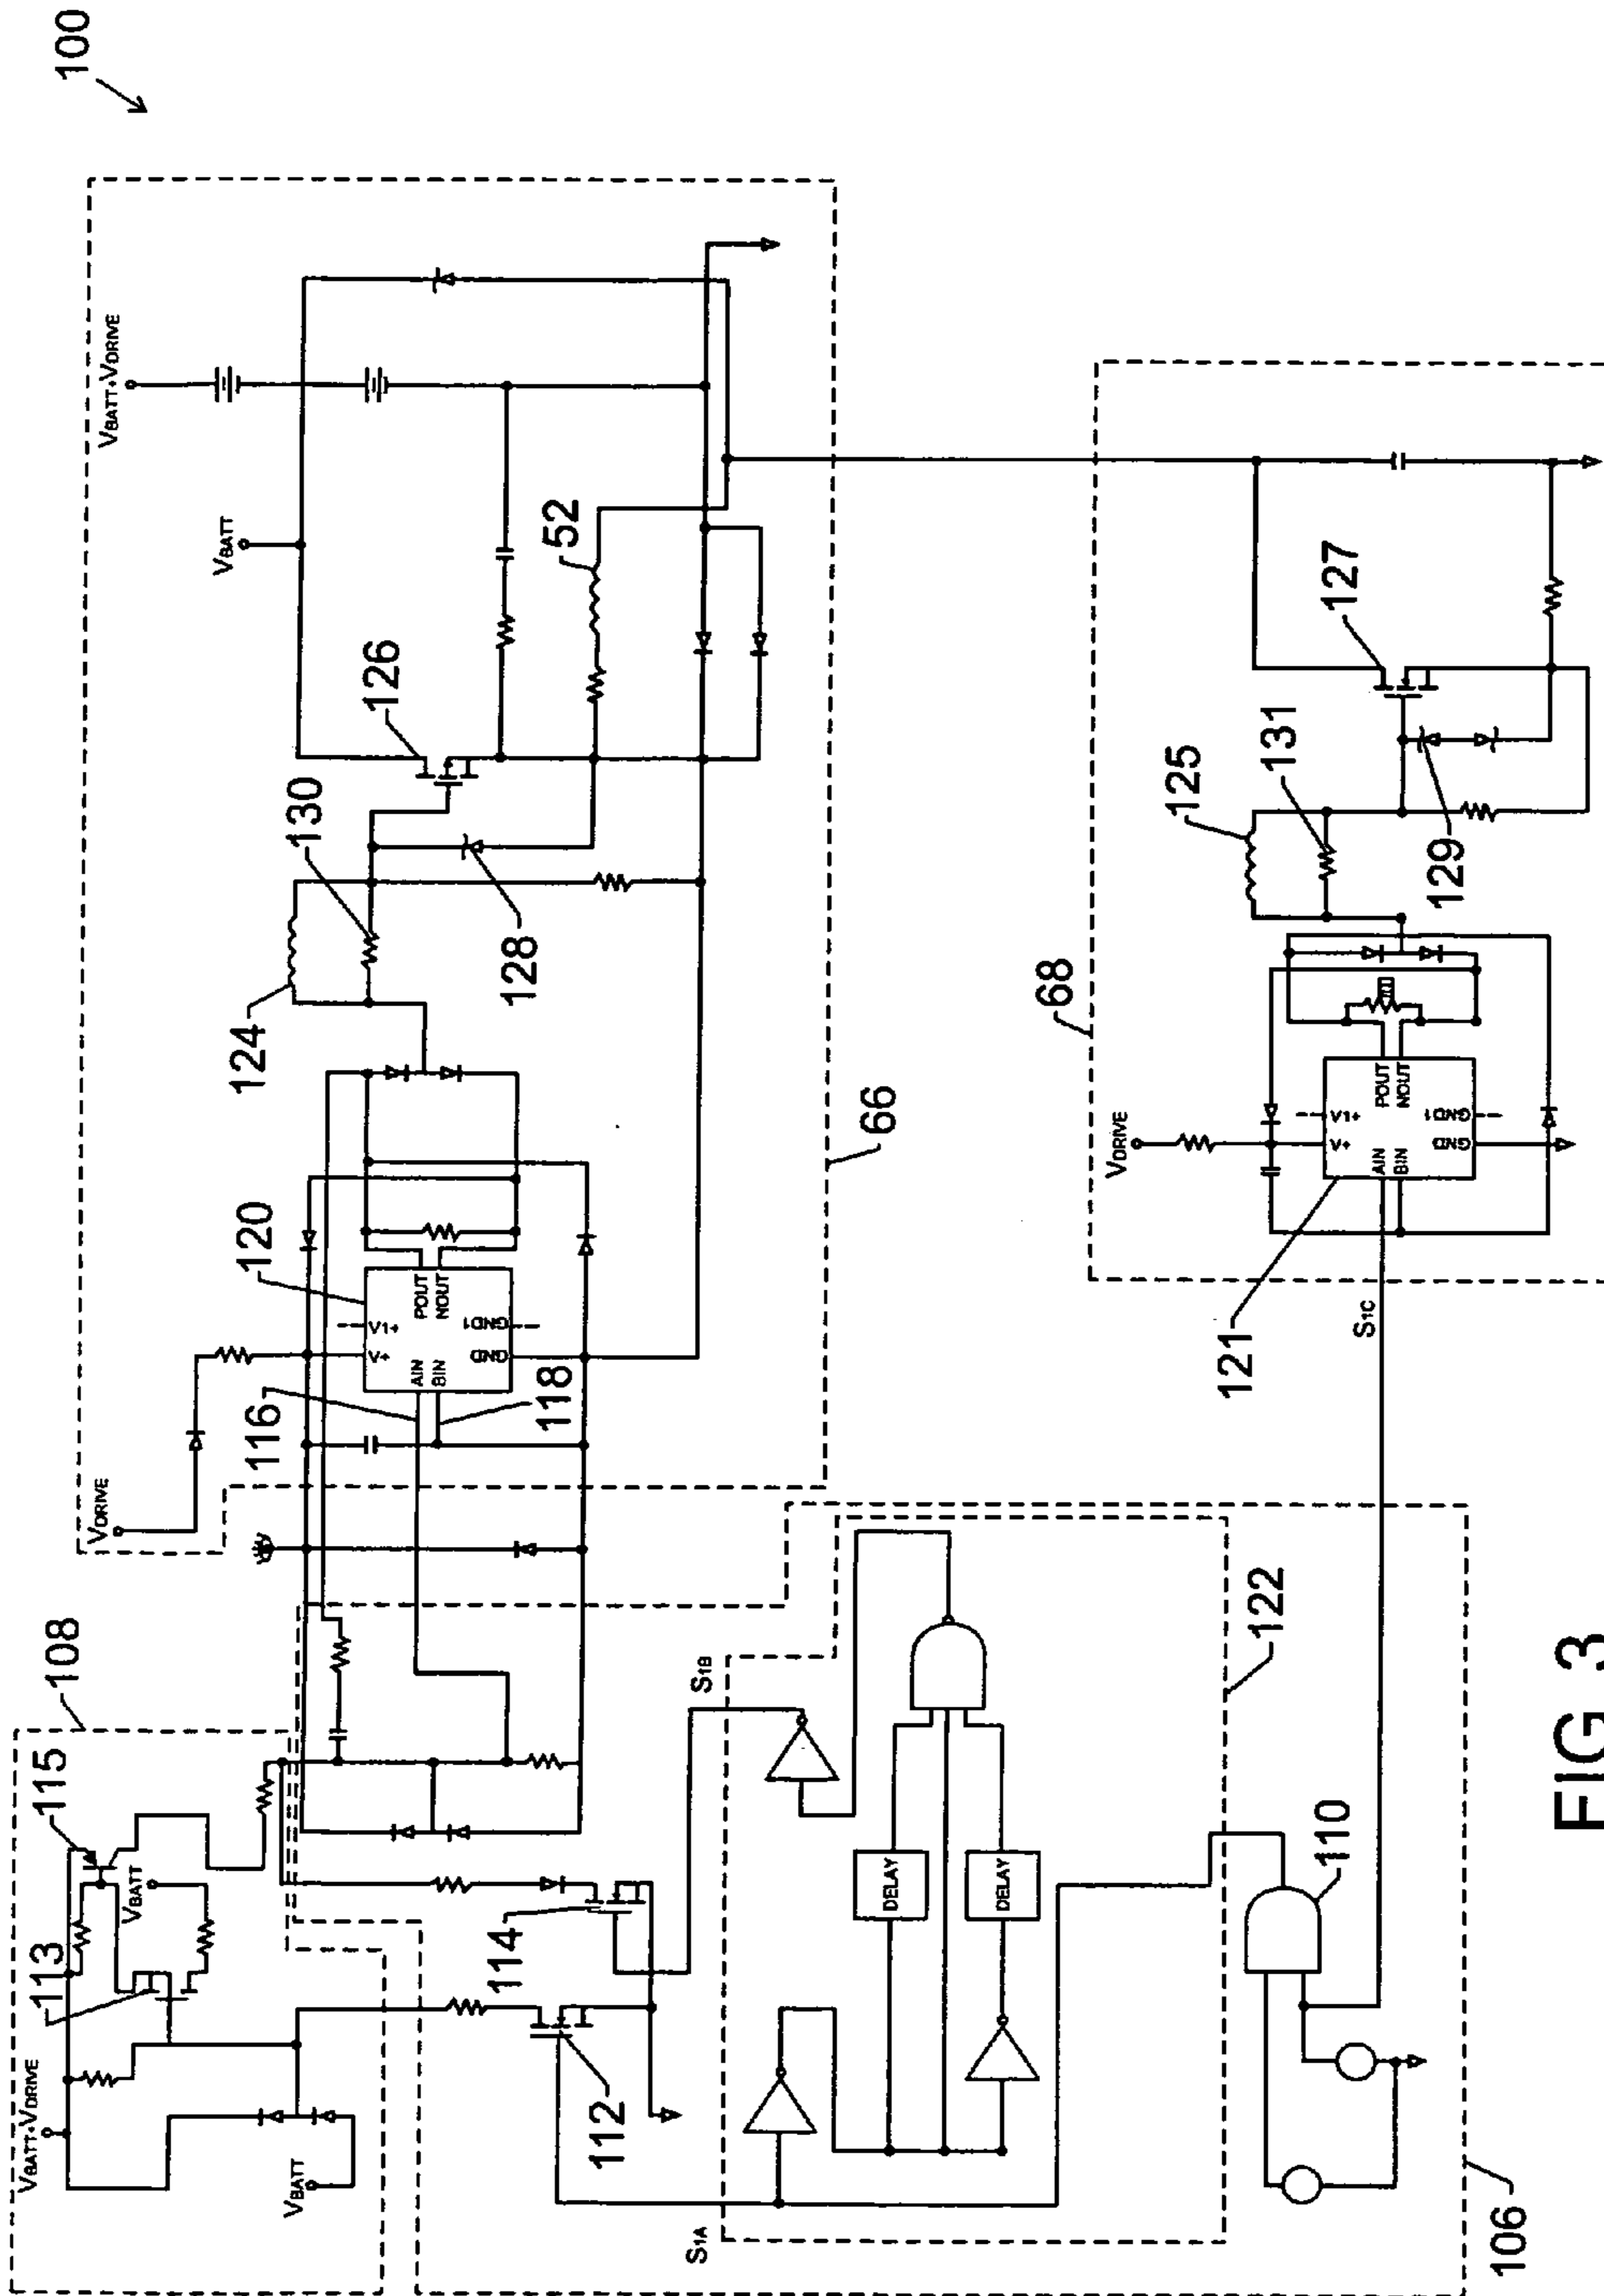 100
VBATT+VDRIVE
VBATT
52
126
130
128
124
120
V1+
V+
POUT
NOUT
AIN
BIN
GND1
GND
116
118
66
VDRIVE
108
115
113
VBATT
VBATT+VDRIVE
VBATT
114
112
S1B
S1A
DELAY
DELAY
122
110
106
127
125
131
129
68
VDRIVE
V1+
V+
POUT
NOUT
AIN
BIN
GND1
GND
121
S1C
FIG 3